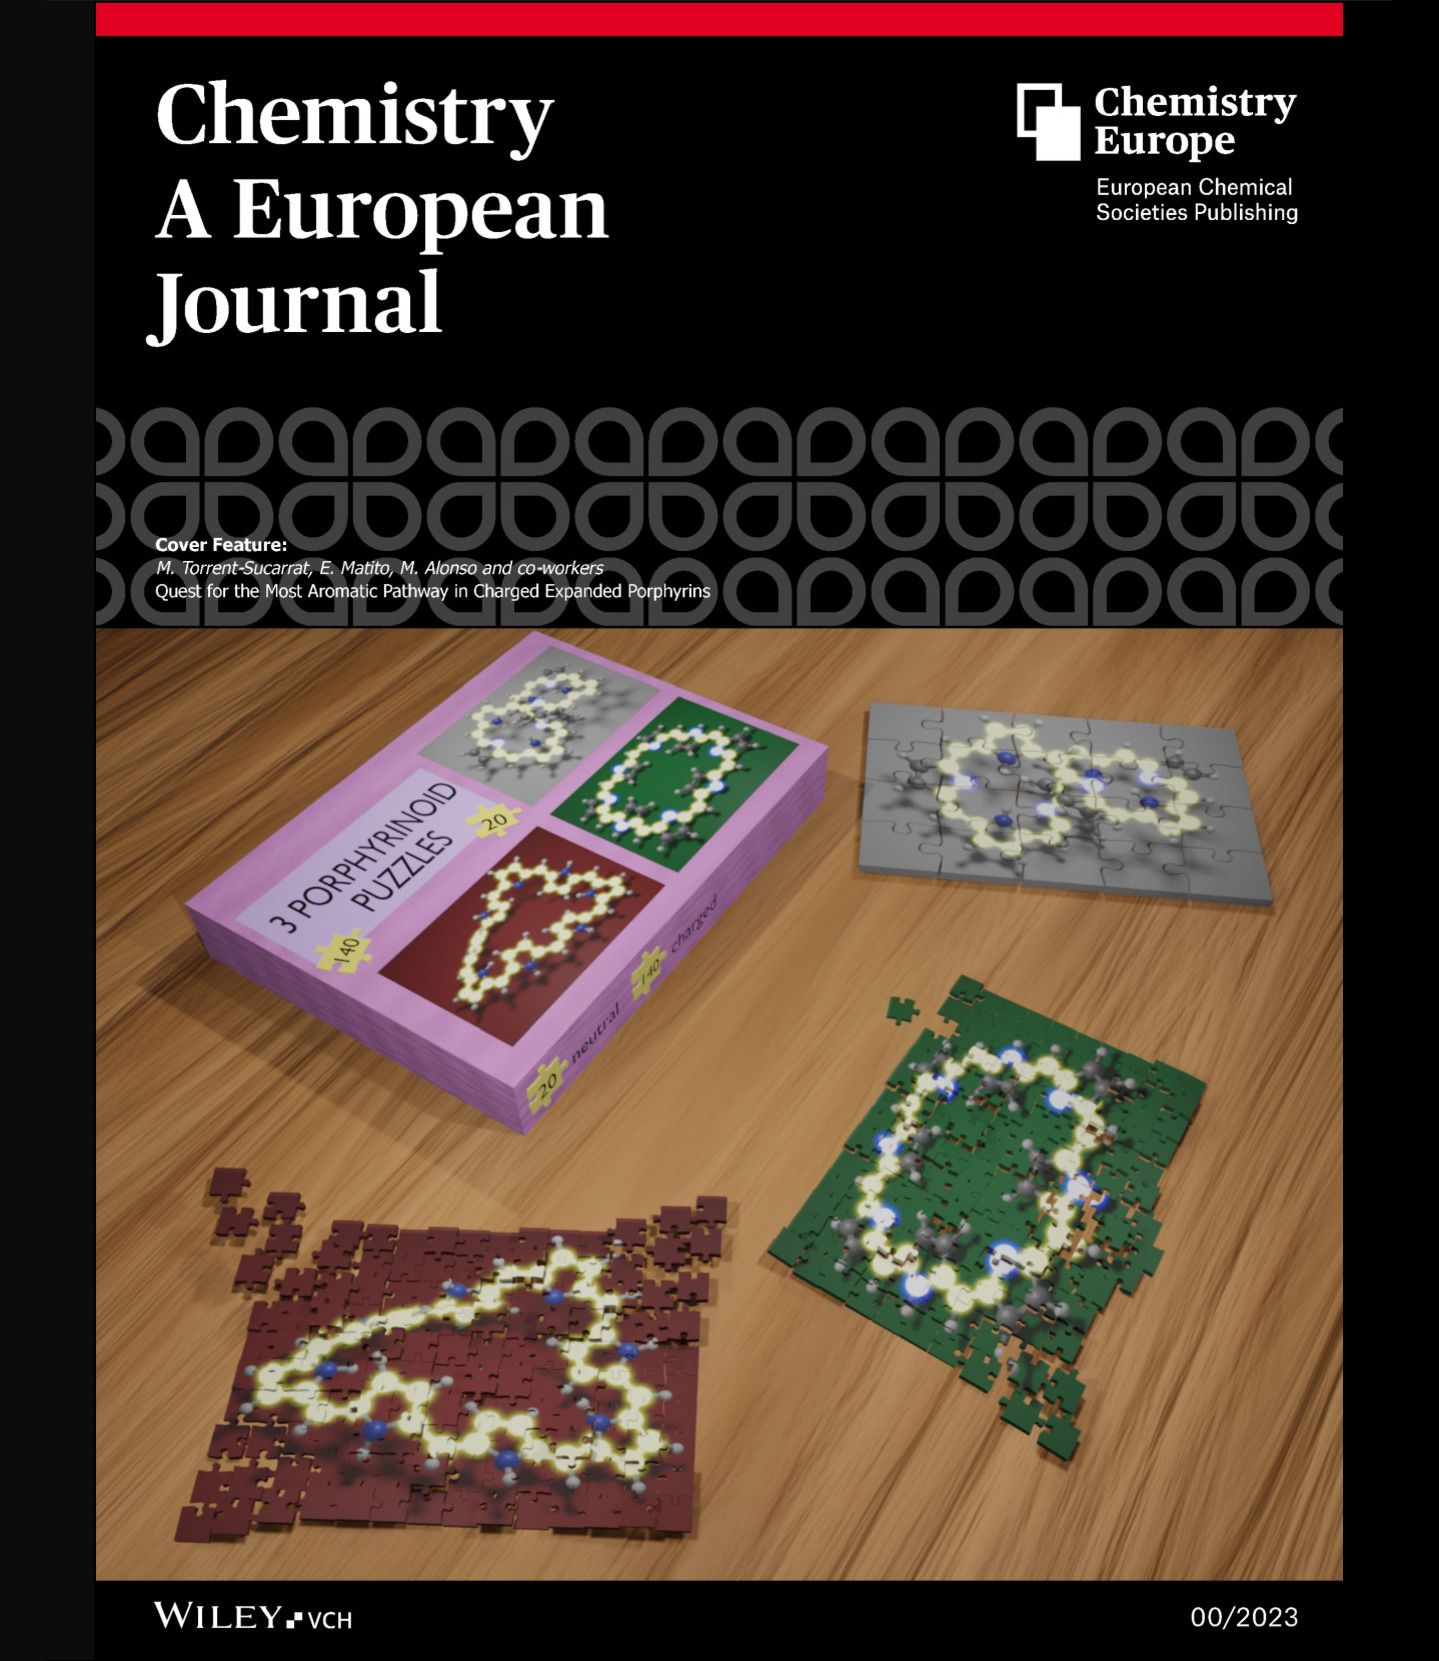 Chemistry
A European
Journal
Chemistry
Europe
European Chemical
Societies Publishing
Cover Feature:
M. Torrent-Sucarrat, E. Matito, M. Alonso and co-workers
Quest for the Most Aromatic Pathway in Charged Expanded Porphyrins
3 PORPHYRINOID
PUZZLES
20
140
20 neutral 140 charged
WILEY VCH
00/2023